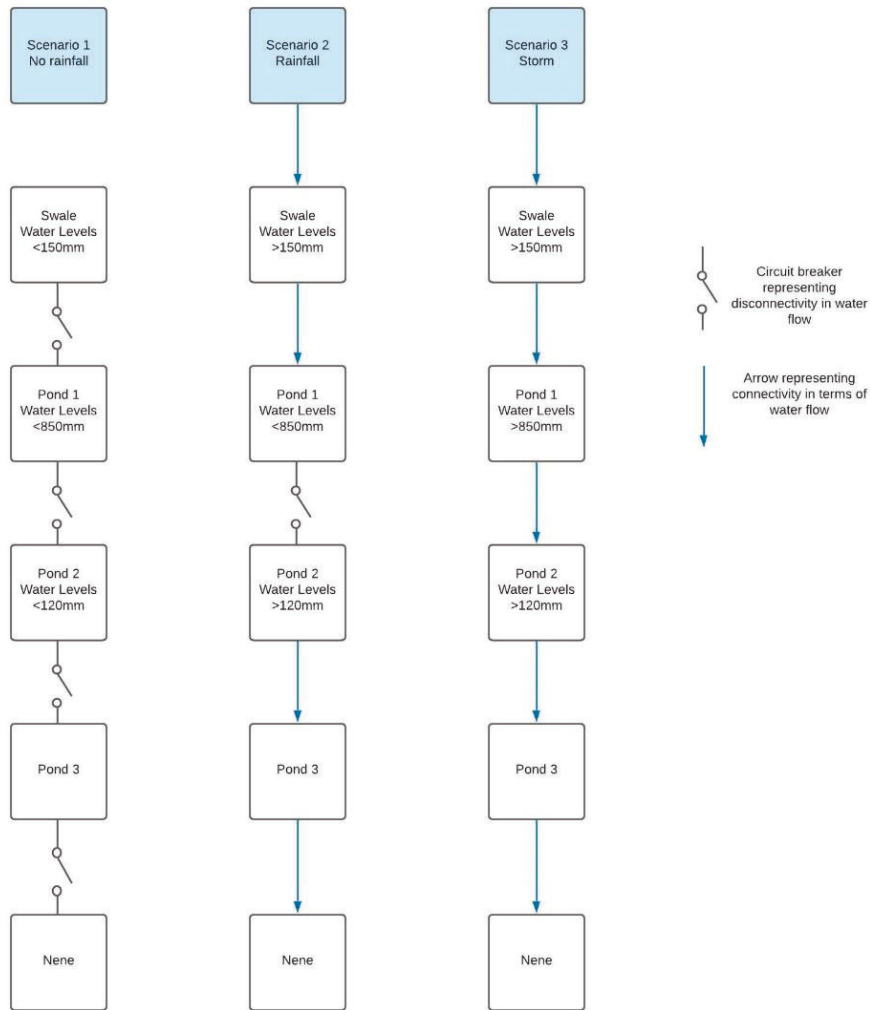 Scenario 1
No rainfall
Scenario 2
Rainfall
Scenario 3
Storm
Swale
Water Levels
<150mm
Swale
Water Levels
>150mm
Swale
Water Levels
>150mm
Circuit breaker
representing
disconnectivity in water
flow
Pond 1
Water Levels
<850mm
Pond 1
Water Levels
<850mm
Pond 1
Water Levels
>850mm
Arrow representing
connectivity in terms of
water flow
Pond 2
Water Levels
<120mm
Pond 2
Water Levels
>120mm
Pond 2
Water Levels
>120mm
Pond 3
Pond 3
Pond 3
Nene
Nene
Nene